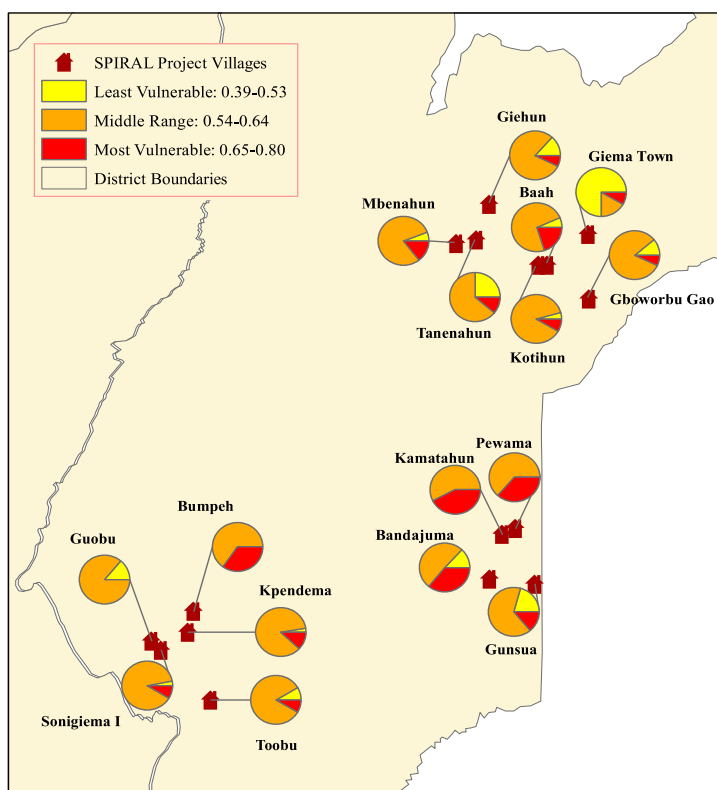 SPIRAL Project Villages
Least Vulnerable: 0.39-0.53
Middle Range: 0.54-0.64
Most Vulnerable: 0.65-0.80
District Boundaries
Giehun
Giema Town
Baah
Mbenahun
Gboworbu Gao
Tanenahun
Kotihun
Pewama
Kamatahun
Bumpeh
Bandajuma
Guobu
Kpendema
Gunsua
Sonigiema I
Toobu